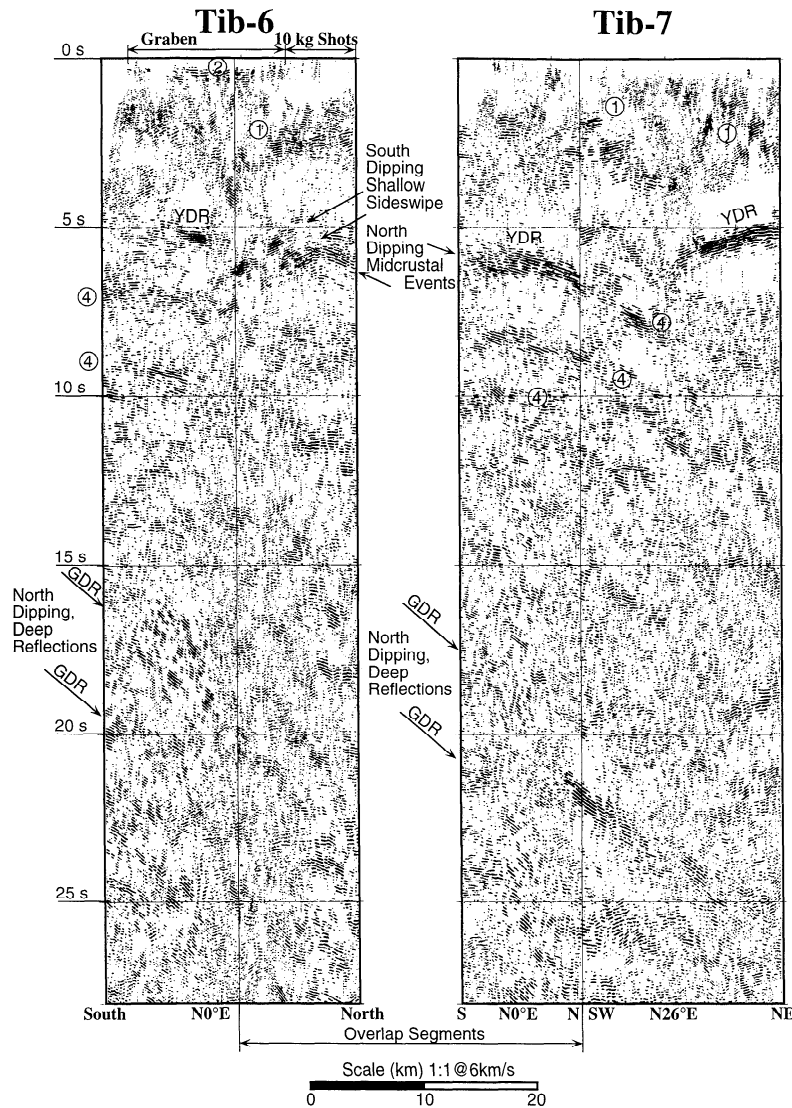 Tib-6
Tib-7
Graben
10 kg Shots
0 s
②
①
①
①
South
Dipping
Shallow
Sideswipe
YDR
5 s
North
Dipping
Midcrustal
Events
YDR
YDR
④
④
④
④
④
10 s
15 s
GDR
North
Dipping,
Deep
Reflections
GDR
GDR
North
Dipping,
Deep
Reflections
GDR
20 s
25 s
South
N0°E
North
S
N0°E
N
SW
N26°E
NE
Overlap Segments
Scale (km) 1:1@6km/s
0
10
20